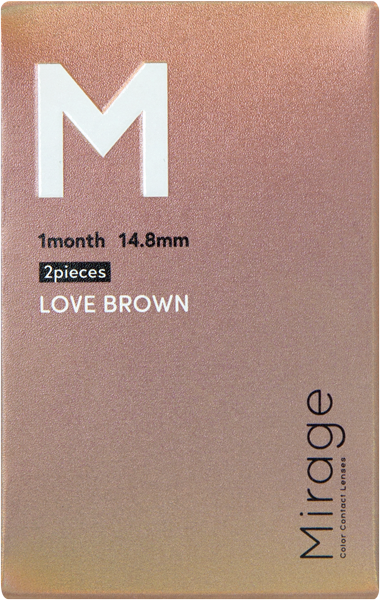 M
1month 14.8mm
2pieces
LOVE BROWN
Mirage
Color Contact Lenses